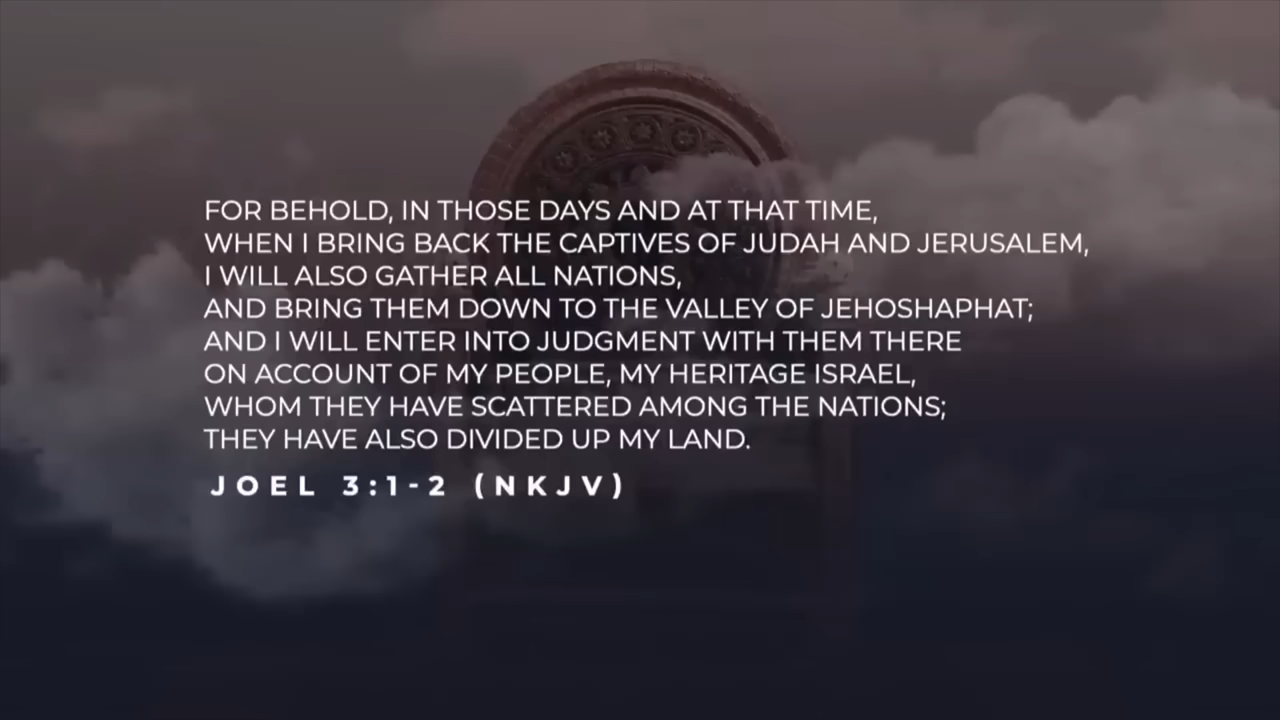 FOR BEHOLD, IN THOSE DAYS AND AT THAT TIME,
WHEN I BRING BACK THE CAPTIVES OF JUDAH AND JERUSALEM,
I WILL ALSO GATHER ALL NATIONS,
AND BRING THEM DOWN TO THE VALLEY OF JEHOSHAPHAT;
AND I WILL ENTER INTO JUDGMENT WITH THEM THERE
ON ACCOUNT OF MY PEOPLE, MY HERITAGE ISRAEL,
WHOM THEY HAVE SCATTERED AMONG THE NATIONS;
THEY HAVE ALSO DIVIDED UP MY LAND.
JOEL 3:1-2 (NKJV)